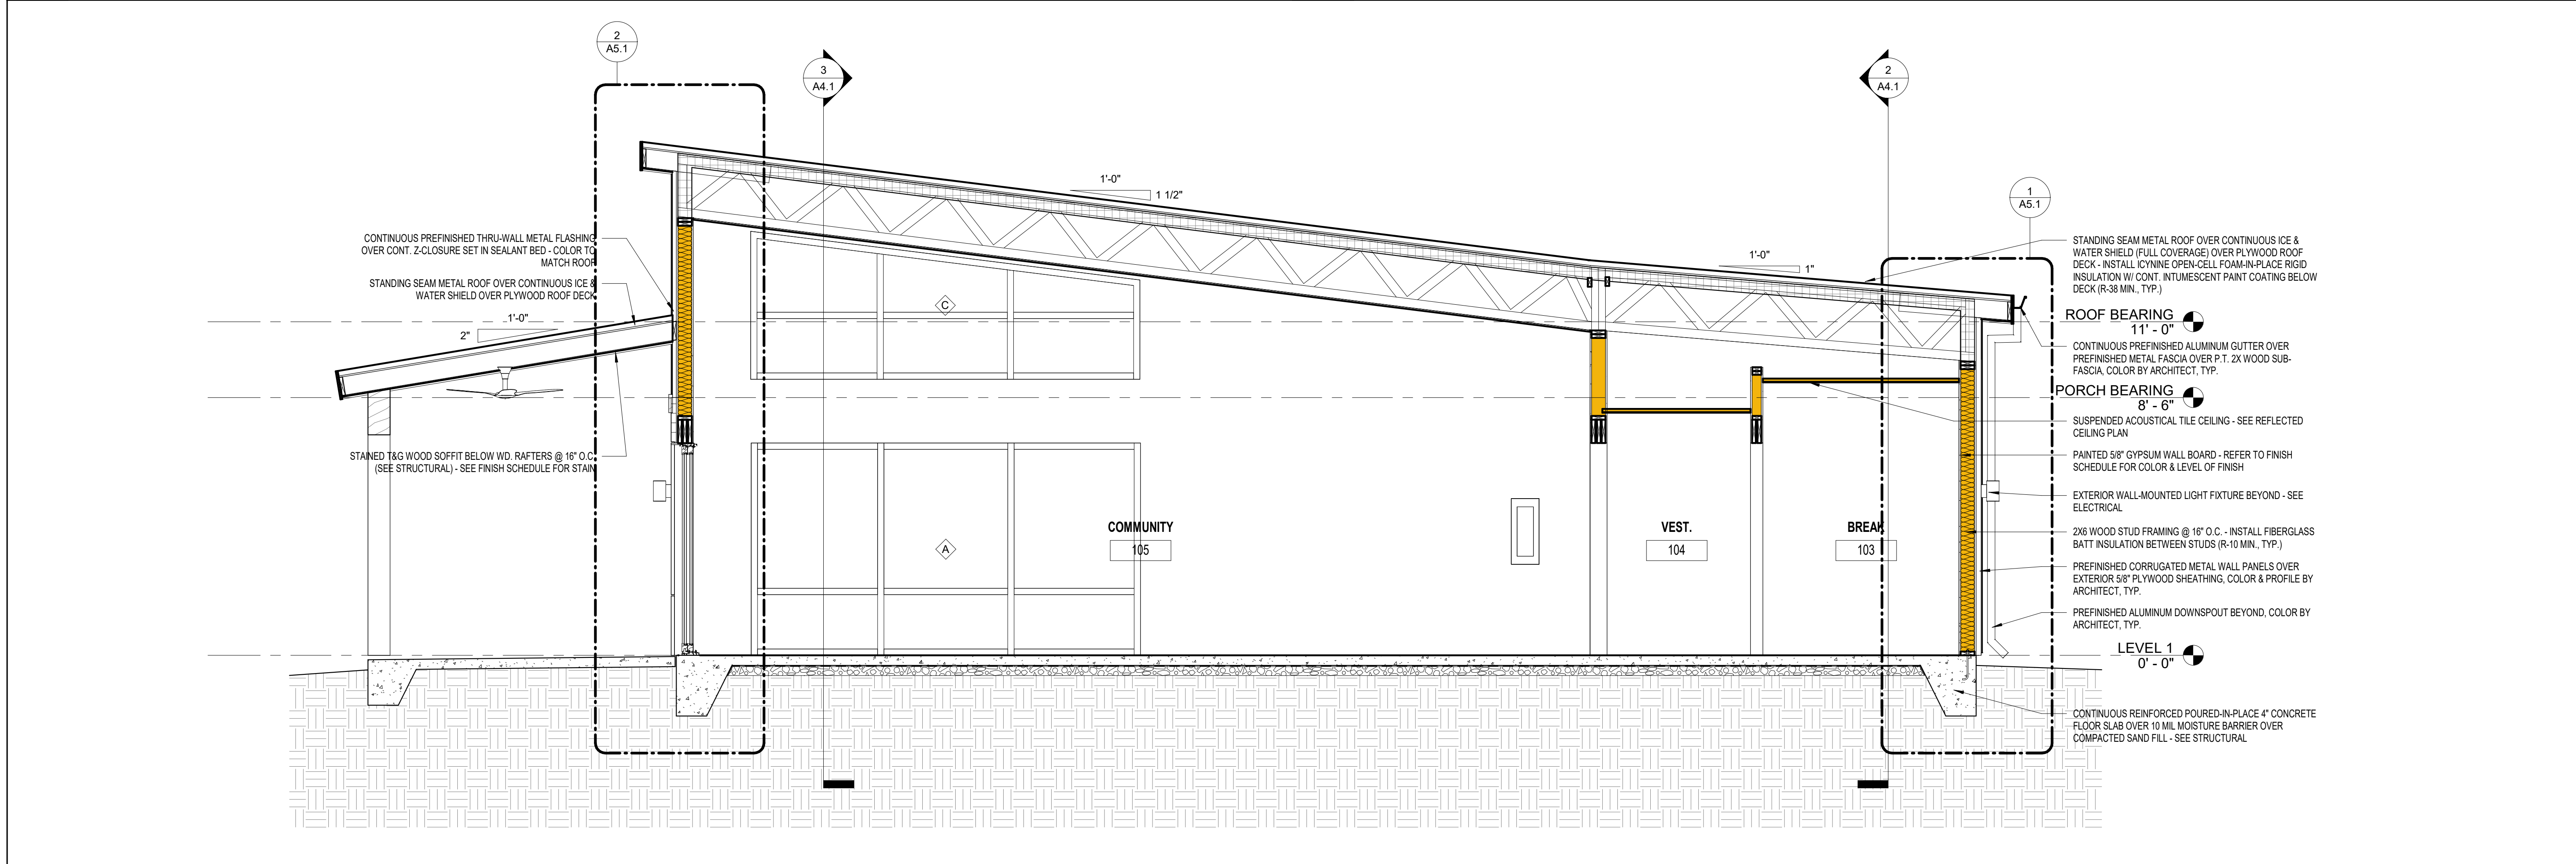 2
A5.1
3
A4.1
2
A4.1
1
A5.1
1'-0"
1 1/2"
1'-0"
1"
1'-0"
2"
CONTINUOUS PREFINISHED THRU-WALL METAL FLASHING
OVER CONT. Z-CLOSURE SET IN SEALANT BED - COLOR TO
MATCH ROOF
STANDING SEAM METAL ROOF OVER CONTINUOUS ICE &
WATER SHIELD OVER PLYWOOD ROOF DECK
STAINED T&G WOOD SOFFIT BELOW WD. RAFTERS @ 16" O.C.
(SEE STRUCTURAL) - SEE FINISH SCHEDULE FOR STAIN
C
A
COMMUNITY
105
VEST.
104
BREAK
103
STANDING SEAM METAL ROOF OVER CONTINUOUS ICE &
WATER SHIELD (FULL COVERAGE) OVER PLYWOOD ROOF
DECK - INSTALL ICYNINE OPEN-CELL FOAM-IN-PLACE RIGID
INSULATION W/ CONT. INTUMESCENT PAINT COATING BELOW
DECK (R-38 MIN., TYP.)
ROOF BEARING
11' - 0"
CONTINUOUS PREFINISHED ALUMINUM GUTTER OVER
PREFINISHED METAL FASCIA OVER P.T. 2X WOOD SUB-
FASCIA, COLOR BY ARCHITECT, TYP.
PORCH BEARING
8' - 6"
SUSPENDED ACOUSTICAL TILE CEILING - SEE REFLECTED
CEILING PLAN
PAINTED 5/8" GYPSUM WALL BOARD - REFER TO FINISH
SCHEDULE FOR COLOR & LEVEL OF FINISH
EXTERIOR WALL-MOUNTED LIGHT FIXTURE BEYOND - SEE
ELECTRICAL
2X6 WOOD STUD FRAMING @ 16" O.C. - INSTALL FIBERGLASS
BATT INSULATION BETWEEN STUDS (R-10 MIN., TYP.)
PREFINISHED CORRUGATED METAL WALL PANELS OVER
EXTERIOR 5/8" PLYWOOD SHEATHING, COLOR & PROFILE BY
ARCHITECT, TYP.
PREFINISHED ALUMINUM DOWNSPOUT BEYOND, COLOR BY
ARCHITECT, TYP.
LEVEL 1
0' - 0"
CONTINUOUS REINFORCED POURED-IN-PLACE 4" CONCRETE
FLOOR SLAB OVER 10 MIL MOISTURE BARRIER OVER
COMPACTED SAND FILL - SEE STRUCTURAL